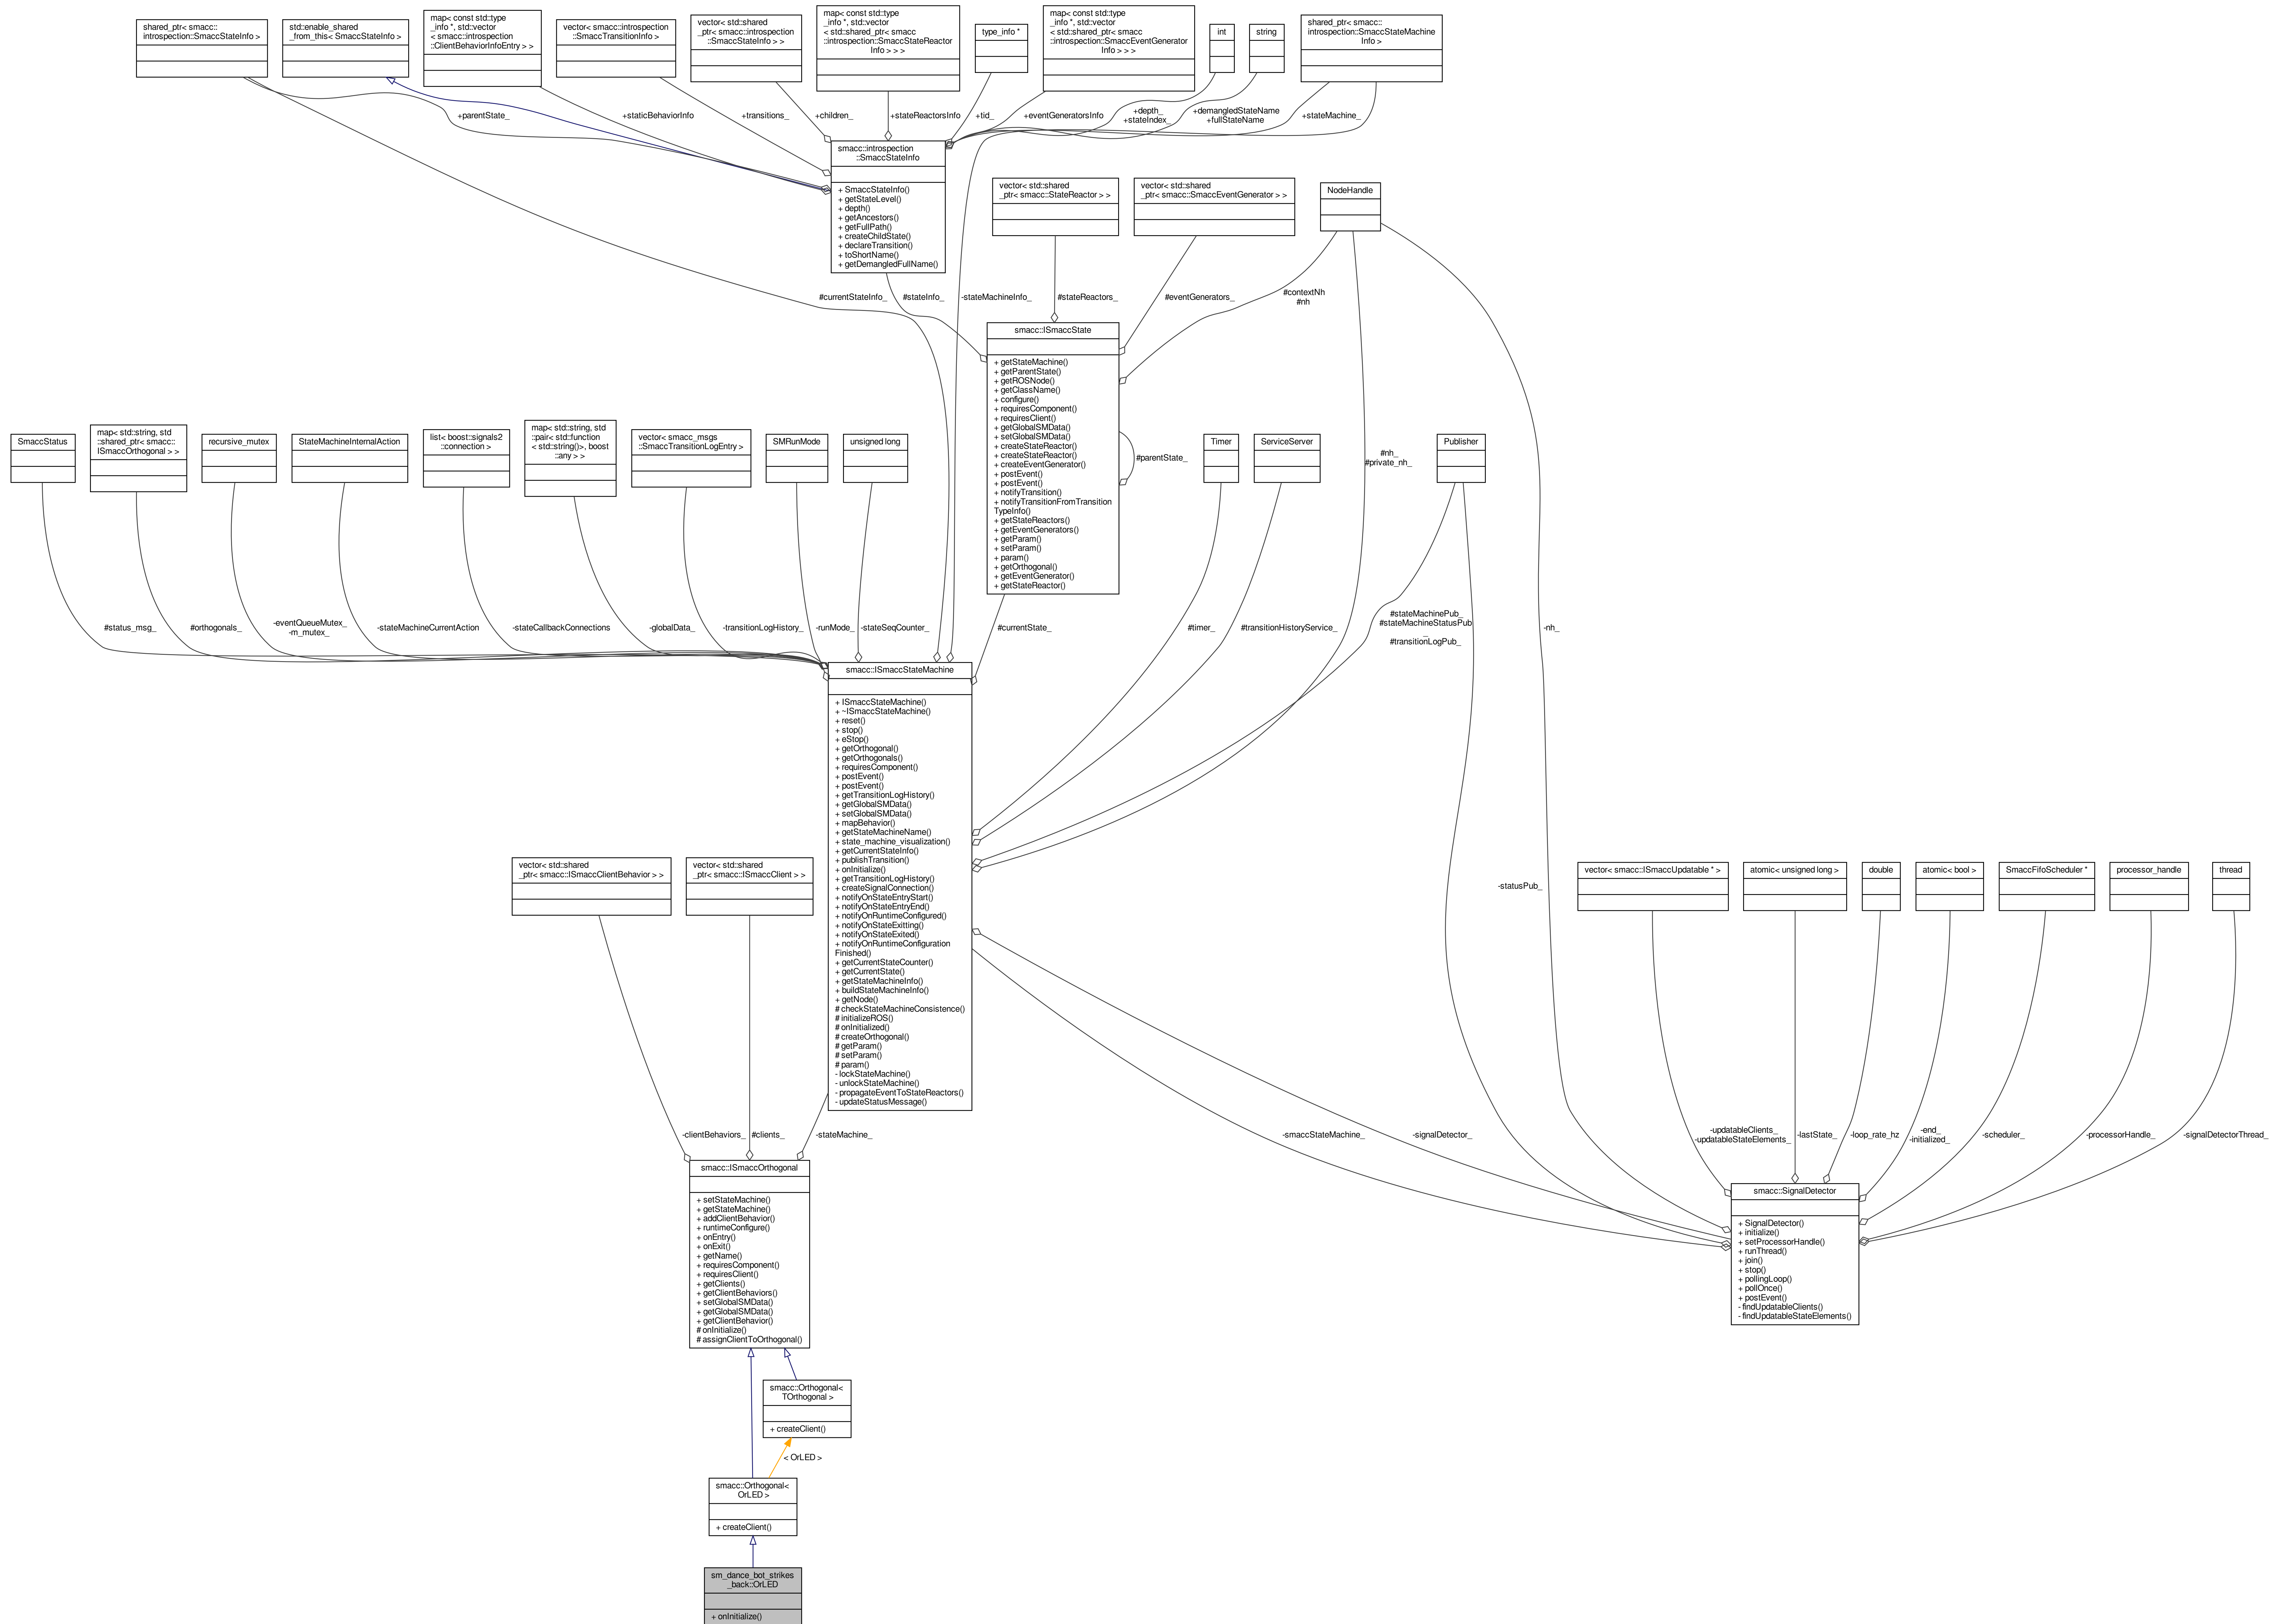 shared_ptr< smacc::
introspection::SmaccStateInfo >
std::enable_shared
_from_this< SmaccStateInfo >
map< const std::type
_info *, std::vector
< smacc::introspection
::ClientBehaviorInfoEntry > >
vector< smacc::introspection
::SmaccTransitionInfo >
vector< std::shared
_ptr< smacc::introspection
::SmaccStateInfo > >
map< const std::type
_info *, std::vector
< std::shared_ptr< smacc
::introspection::SmaccStateReactor
Info > > >
type_info *
map< const std::type
_info *, std::vector
< std::shared_ptr< smacc
::introspection::SmaccEventGenerator
Info > > >
int
string
shared_ptr< smacc::
introspection::SmaccStateMachine
Info >
+parentState_
+staticBehaviorInfo
+transitions_
+children_
+stateReactorsInfo
+tid_
+eventGeneratorsInfo
+depth_
+stateIndex_
+demangledStateName
+fullStateName
+stateMachine_
smacc::introspection
::SmaccStateInfo
+ SmaccStateInfo()
+ getStateLevel()
+ depth()
+ getAncestors()
+ getFullPath()
+ createChildState()
+ declareTransition()
+ toShortName()
+ getDemangledFullName()
vector< std::shared
_ptr< smacc::StateReactor > >
vector< std::shared
_ptr< smacc::SmaccEventGenerator > >
NodeHandle
#currentStateInfo_
#stateInfo_
-stateMachineInfo_
#stateReactors_
#eventGenerators_
#contextNh
#nh
smacc::ISmaccState
+ getStateMachine()
+ getParentState()
+ getROSNode()
+ getClassName()
+ configure()
+ requiresComponent()
+ requiresClient()
+ getGlobalSMData()
+ setGlobalSMData()
+ createStateReactor()
+ createStateReactor()
+ createEventGenerator()
+ postEvent()
+ postEvent()
+ notifyTransition()
+ notifyTransitionFromTransition
TypeInfo()
+ getStateReactors()
+ getEventGenerators()
+ getParam()
+ setParam()
+ param()
+ getOrthogonal()
+ getEventGenerator()
+ getStateReactor()
#parentState_
SmaccStatus
map< std::string, std
::shared_ptr< smacc::
ISmaccOrthogonal > >
recursive_mutex
StateMachineInternalAction
list< boost::signals2
::connection >
map< std::string, std
::pair< std::function
< std::string()>, boost
::any > >
vector< smacc_msgs
::SmaccTransitionLogEntry >
SMRunMode
unsigned long
Timer
ServiceServer
Publisher
#nh_
#private_nh_
#status_msg_
#orthogonals_
-eventQueueMutex_
-m_mutex_
-stateMachineCurrentAction
-stateCallbackConnections
-globalData_
-transitionLogHistory_
-runMode_
-stateSeqCounter_
#currentState_
#timer_
#transitionHistoryService_
#stateMachinePub_
#stateMachineStatusPub
_
#transitionLogPub_
-nh_
smacc::ISmaccStateMachine
+ ISmaccStateMachine()
+ ~ISmaccStateMachine()
+ reset()
+ stop()
+ eStop()
+ getOrthogonal()
+ getOrthogonals()
+ requiresComponent()
+ postEvent()
+ postEvent()
+ getTransitionLogHistory()
+ getGlobalSMData()
+ setGlobalSMData()
+ mapBehavior()
+ getStateMachineName()
+ state_machine_visualization()
+ getCurrentStateInfo()
+ publishTransition()
+ onInitialize()
+ getTransitionLogHistory()
+ createSignalConnection()
+ notifyOnStateEntryStart()
+ notifyOnStateEntryEnd()
+ notifyOnRuntimeConfigured()
+ notifyOnStateExitting()
+ notifyOnStateExited()
+ notifyOnRuntimeConfiguration
Finished()
+ getCurrentStateCounter()
+ getCurrentState()
+ getStateMachineInfo()
+ buildStateMachineInfo()
+ getNode()
# checkStateMachineConsistence()
# initializeROS()
# onInitialized()
# createOrthogonal()
# getParam()
# setParam()
# param()
- lockStateMachine()
- unlockStateMachine()
- propagateEventToStateReactors()
- updateStatusMessage()
vector< std::shared
_ptr< smacc::ISmaccClientBehavior > >
vector< std::shared
_ptr< smacc::ISmaccClient > >
-statusPub_
vector< smacc::ISmaccUpdatable * >
atomic< unsigned long >
double
atomic< bool >
SmaccFifoScheduler *
processor_handle
thread
-clientBehaviors_
#clients_
-stateMachine_
-smaccStateMachine_
-signalDetector_
-updatableClients_
-updatableStateElements_
-lastState_
-loop_rate_hz
-end_
-initialized_
-scheduler_
-processorHandle_
-signalDetectorThread_
smacc::ISmaccOrthogonal
+ setStateMachine()
+ getStateMachine()
+ addClientBehavior()
+ runtimeConfigure()
+ onEntry()
+ onExit()
+ getName()
+ requiresComponent()
+ requiresClient()
+ getClients()
+ getClientBehaviors()
+ setGlobalSMData()
+ getGlobalSMData()
+ getClientBehavior()
# onInitialize()
# assignClientToOrthogonal()
smacc::SignalDetector
+ SignalDetector()
+ initialize()
+ setProcessorHandle()
+ runThread()
+ join()
+ stop()
+ pollingLoop()
+ pollOnce()
+ postEvent()
- findUpdatableClients()
- findUpdatableStateElements()
smacc::Orthogonal<
TOrthogonal >
+ createClient()
< OrLED >
smacc::Orthogonal<
OrLED >
+ createClient()
sm_dance_bot_strikes
_back::OrLED
+ onInitialize()